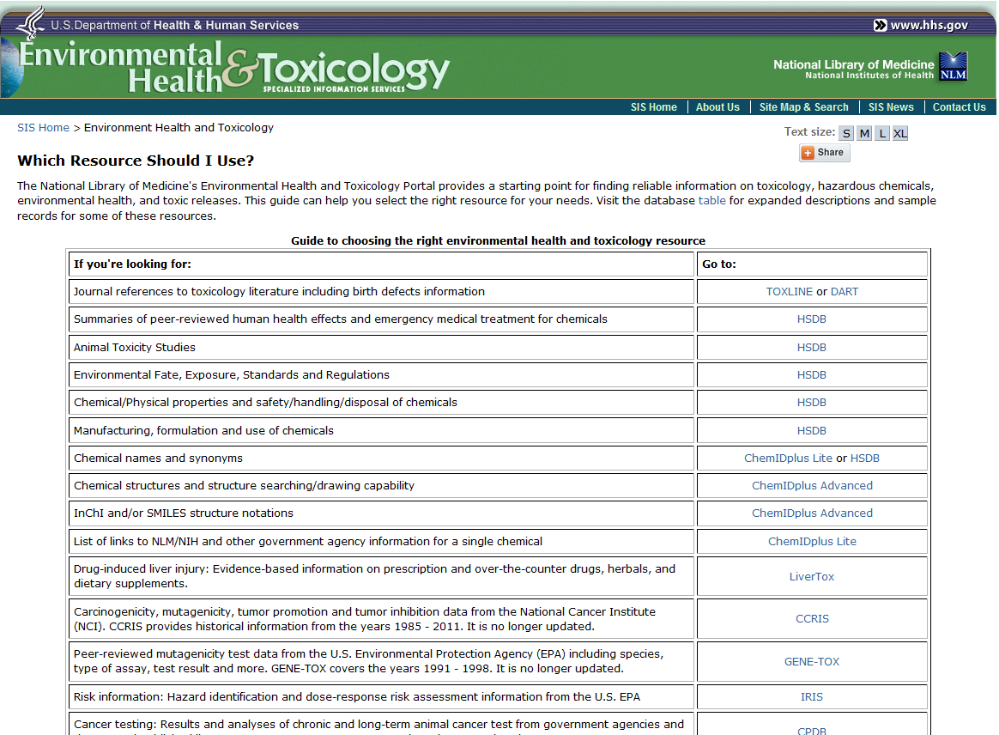 U.S.Department of Health & Human Services
www.hhs.gov
Environmental
Health
&
Toxicology
SPECIALIZED INFORMATION SERVICES
National Library of Medicine
National Institutes of Health
NLM
SIS Home | About Us | Site Map & Search | SIS News | Contact Us
SIS Home > Environment Health and Toxicology
Text size: S M L XL
Share
Which Resource Should I Use?
The National Library of Medicine's Environmental Health and Toxicology Portal provides a starting point for finding reliable information on toxicology, hazardous chemicals,
environmental health, and toxic releases. This guide can help you select the right resource for your needs. Visit the database table for expanded descriptions and sample
records for some of these resources.
Guide to choosing the right environmental health and toxicology resource
If you're looking for: Go to:
Journal references to toxicology literature including birth defects information TOXLINE or DART
Summaries of peer-reviewed human health effects and emergency medical treatment for chemicals HSDB
Animal Toxicity Studies HSDB
Environmental Fate, Exposure, Standards and Regulations HSDB
Chemical/Physical properties and safety/handling/disposal of chemicals HSDB
Manufacturing, formulation and use of chemicals HSDB
Chemical names and synonyms ChemIDplus Lite or HSDB
Chemical structures and structure searching/drawing capability ChemIDplus Advanced
InChI and/or SMILES structure notations ChemIDplus Advanced
List of links to NLM/NIH and other government agency information for a single chemical ChemIDplus Lite
Drug-induced liver injury: Evidence-based information on prescription and over-the-counter drugs, herbals, and
dietary supplements.
LiverTox
Carcinogenicity, mutagenicity, tumor promotion and tumor inhibition data from the National Cancer Institute
(NCI). CCRIS provides historical information from the years 1985 - 2011. It is no longer updated.
CCRIS
Peer-reviewed mutagenicity test data from the U.S. Environmental Protection Agency (EPA) including species,
type of assay, test result and more. GENE-TOX covers the years 1991 - 1998. It is no longer updated.
GENE-TOX
Risk information: Hazard identification and dose-response risk assessment information from the U.S. EPA IRIS
Cancer testing: Results and analyses of chronic and long-term animal cancer test from government agencies and
CPDB